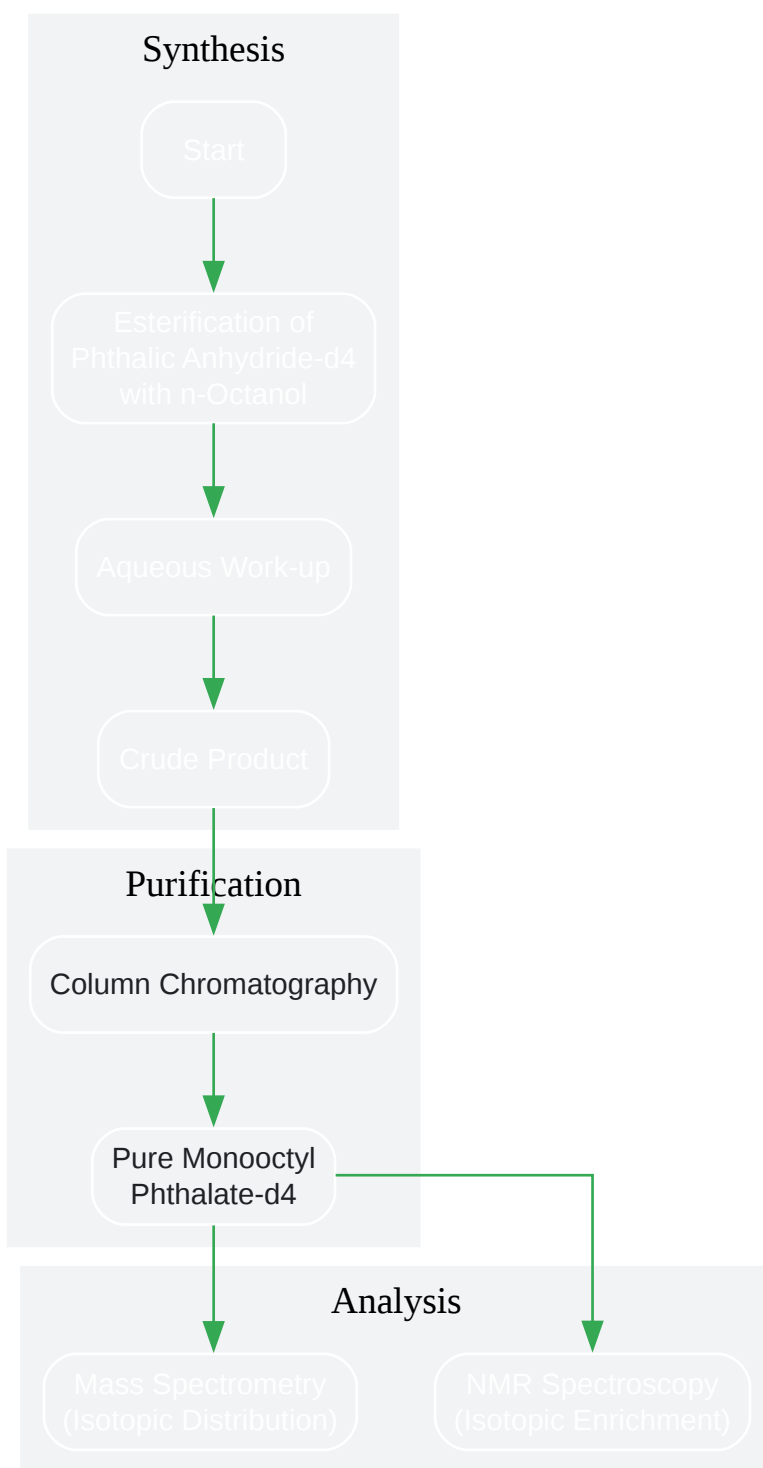 Synthesis
Start
Esterification of
Phthalic Anhydride-d4
with n-Octanol
Aqueous Work-up
Crude Product
Purification
Column Chromatography
Pure Monooctyl
Phthalate-d4
Analysis
Mass Spectrometry
(Isotopic Distribution)
NMR Spectroscopy
(Isotopic Enrichment)